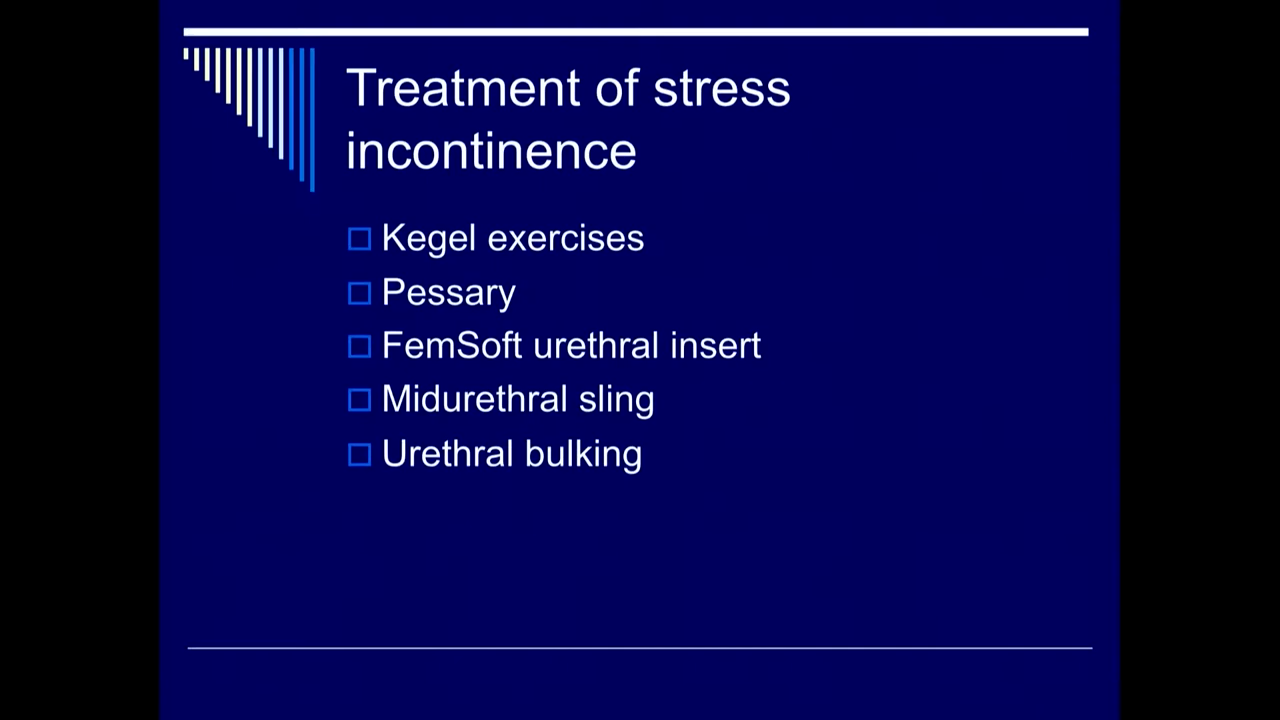 Treatment of stress
incontinence
Kegel exercises
Pessary
FemSoft urethral insert
Midurethral sling
Urethral bulking